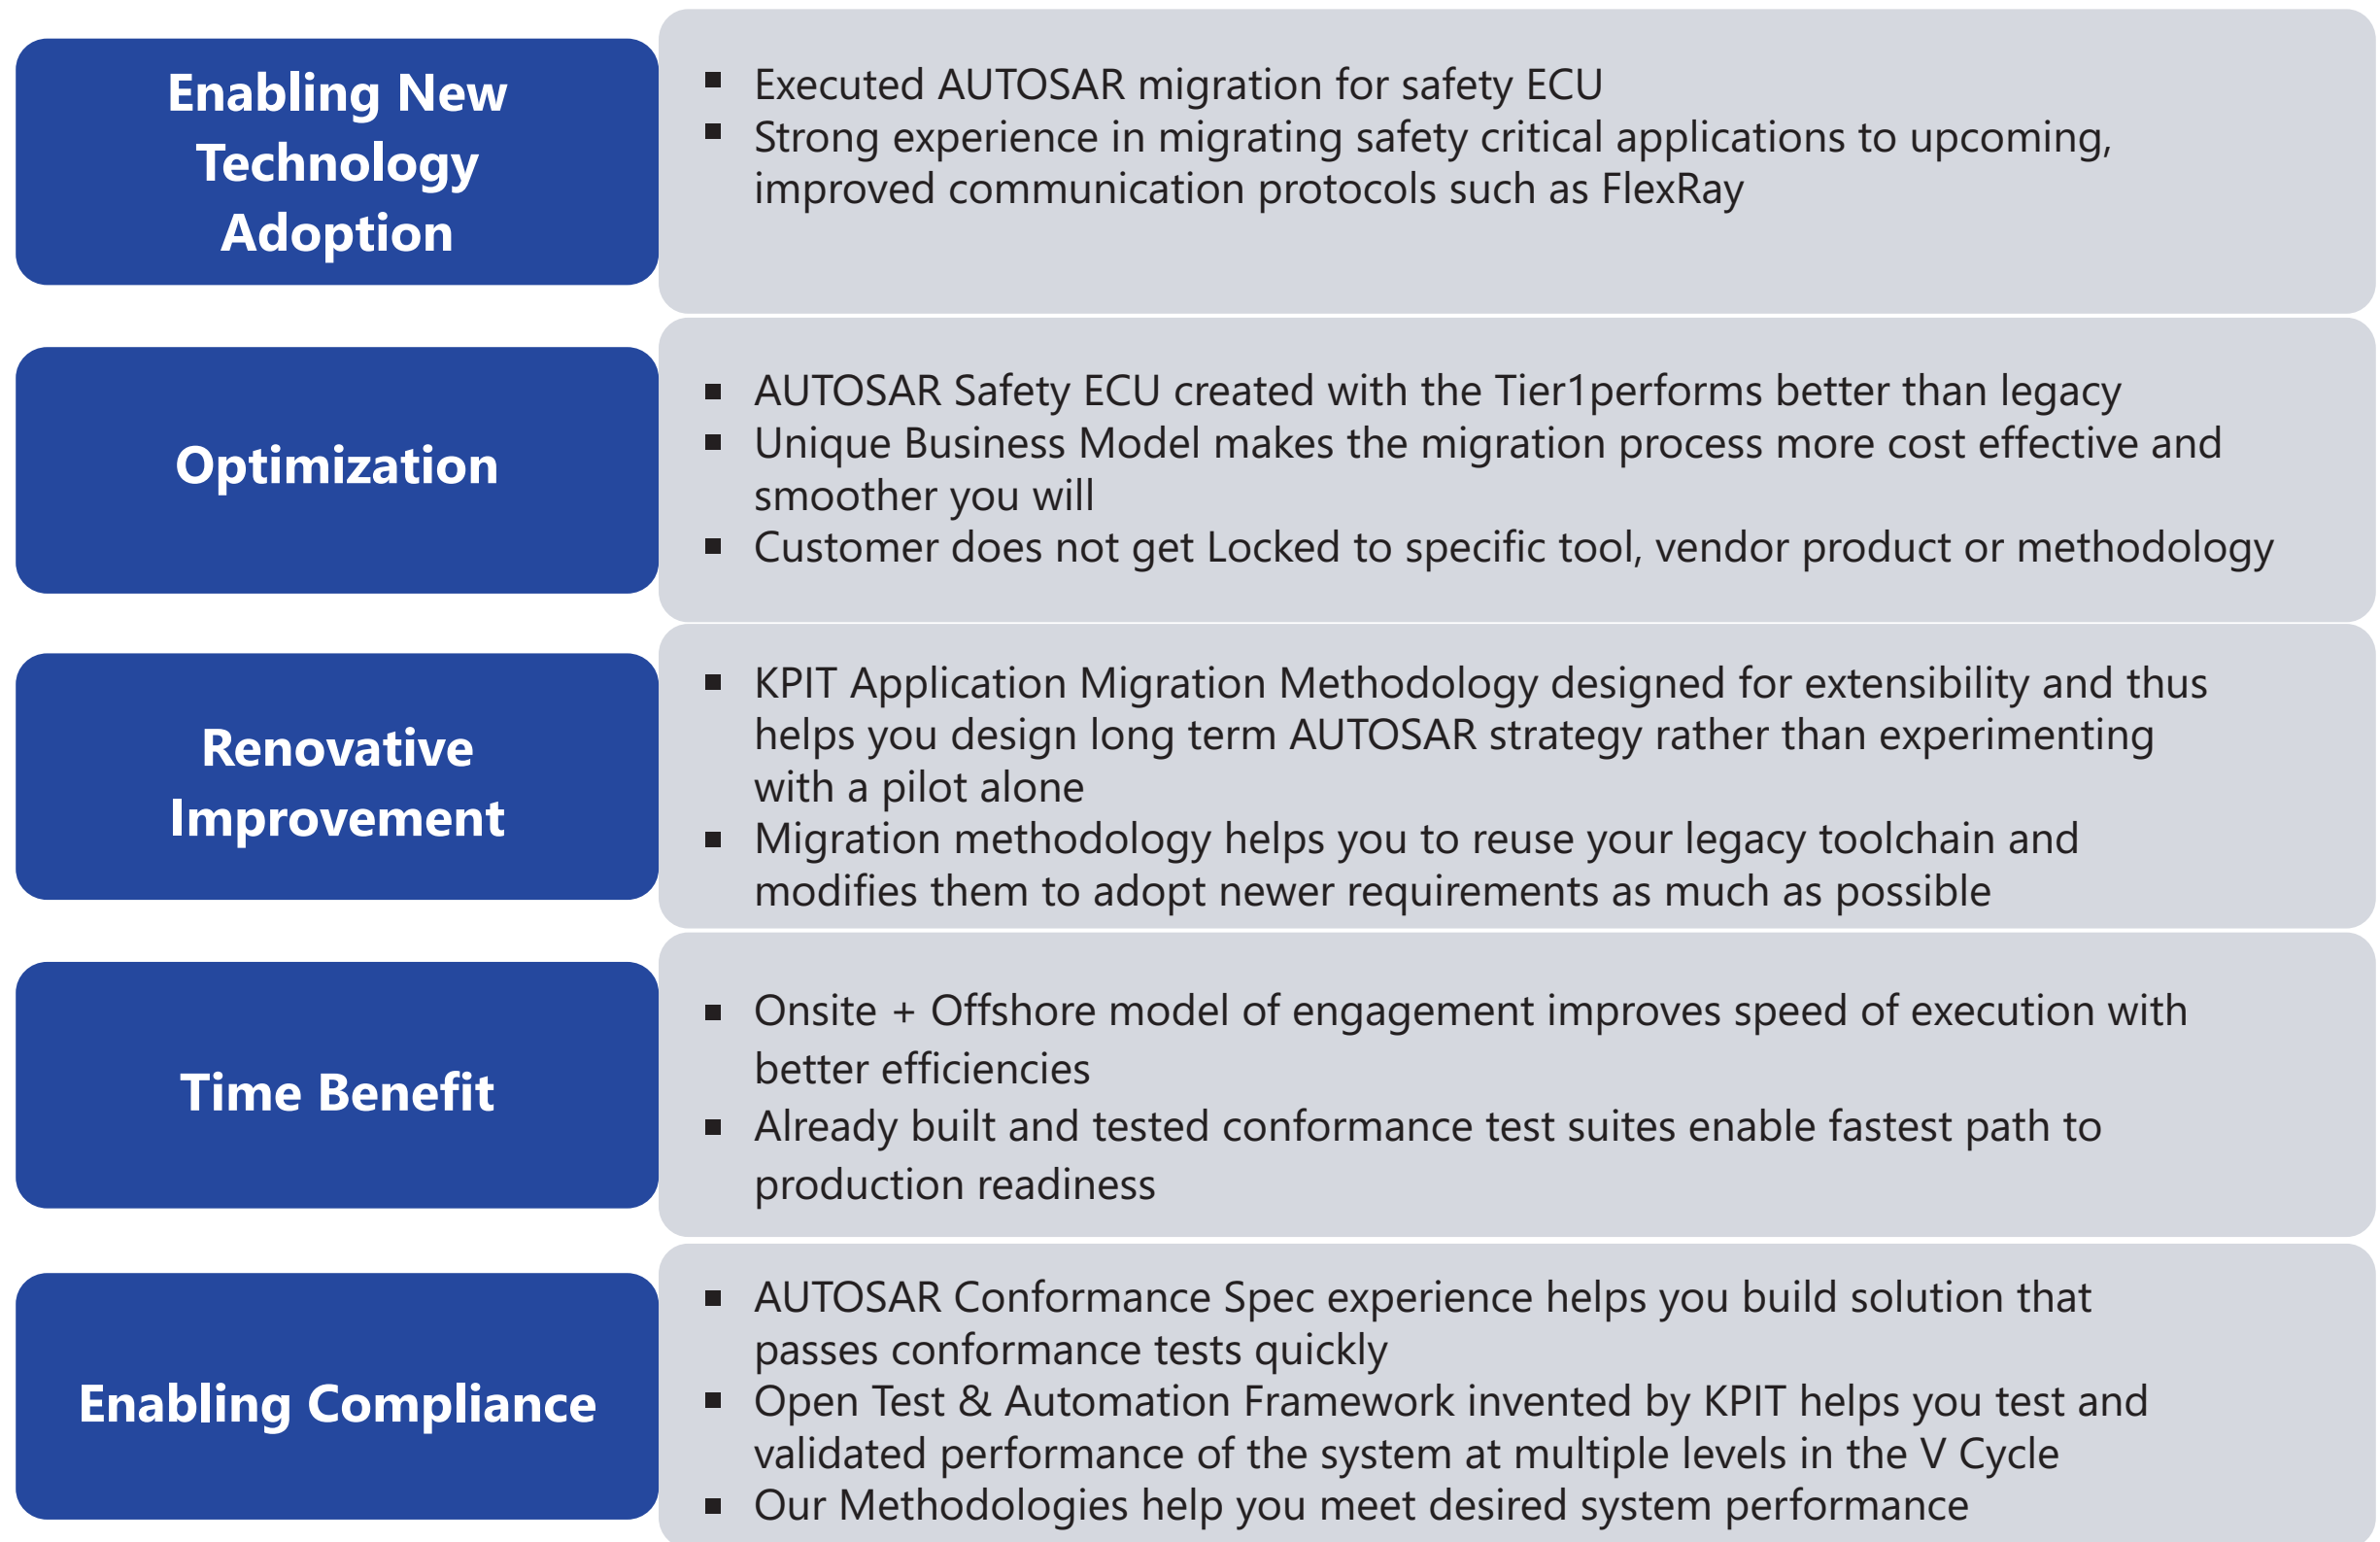 Enabling New
Technology
Adoption
▪ Executed AUTOSAR migration for safety ECU
▪ Strong experience in migrating safety critical applications to upcoming,
improved communication protocols such as FlexRay
Optimization
▪ AUTOSAR Safety ECU created with the Tier1performs better than legacy
▪ Unique Business Model makes the migration process more cost effective and
smoother you will
▪ Customer does not get Locked to specific tool, vendor product or methodology
Renovative
Improvement
▪ KPIT Application Migration Methodology designed for extensibility and thus
helps you design long term AUTOSAR strategy rather than experimenting
with a pilot alone
▪ Migration methodology helps you to reuse your legacy toolchain and
modifies them to adopt newer requirements as much as possible
Time Benefit
▪ Onsite + Offshore model of engagement improves speed of execution with
better efficiencies
▪ Already built and tested conformance test suites enable fastest path to
production readiness
Enabling Compliance
▪ AUTOSAR Conformance Spec experience helps you build solution that
passes conformance tests quickly
▪ Open Test & Automation Framework invented by KPIT helps you test and
validated performance of the system at multiple levels in the V Cycle
▪ Our Methodologies help you meet desired system performance